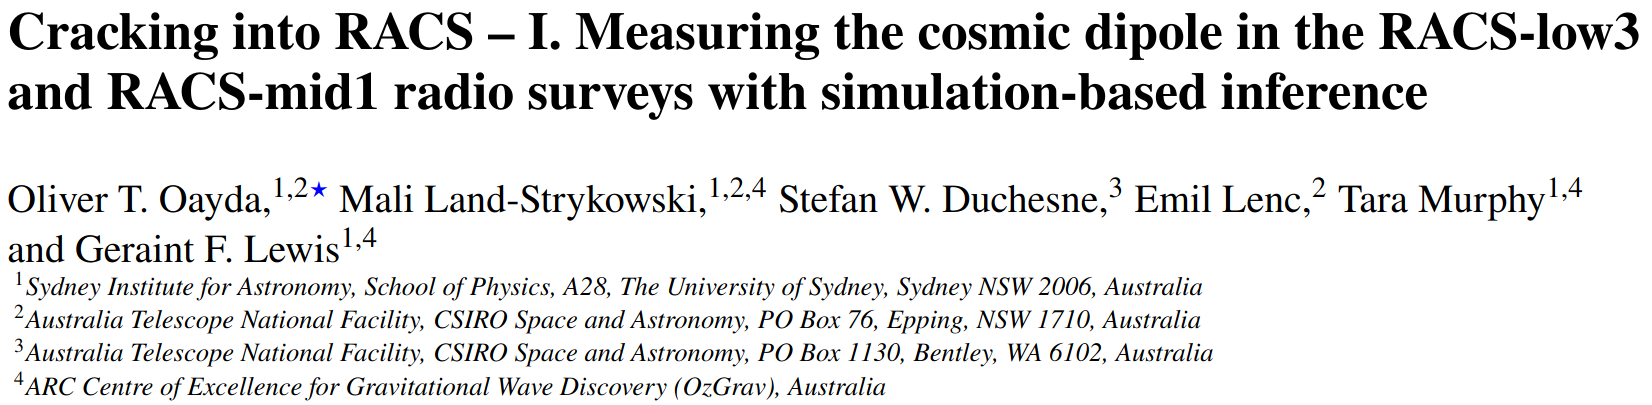 Cracking into RACS – I. Measuring the cosmic dipole in the RACS-low3
and RACS-mid1 radio surveys with simulation-based inference
Oliver T. Oayda,1,2★ Mali Land-Strykowski,1,2,4 Stefan W. Duchesne,3 Emil Lenc,2 Tara Murphy1,4
and Geraint F. Lewis1,4
1Sydney Institute for Astronomy, School of Physics, A28, The University of Sydney, Sydney NSW 2006, Australia
2Australia Telescope National Facility, CSIRO Space and Astronomy, PO Box 76, Epping, NSW 1710, Australia
3Australia Telescope National Facility, CSIRO Space and Astronomy, PO Box 1130, Bentley, WA 6102, Australia
4ARC Centre of Excellence for Gravitational Wave Discovery (OzGrav), Australia